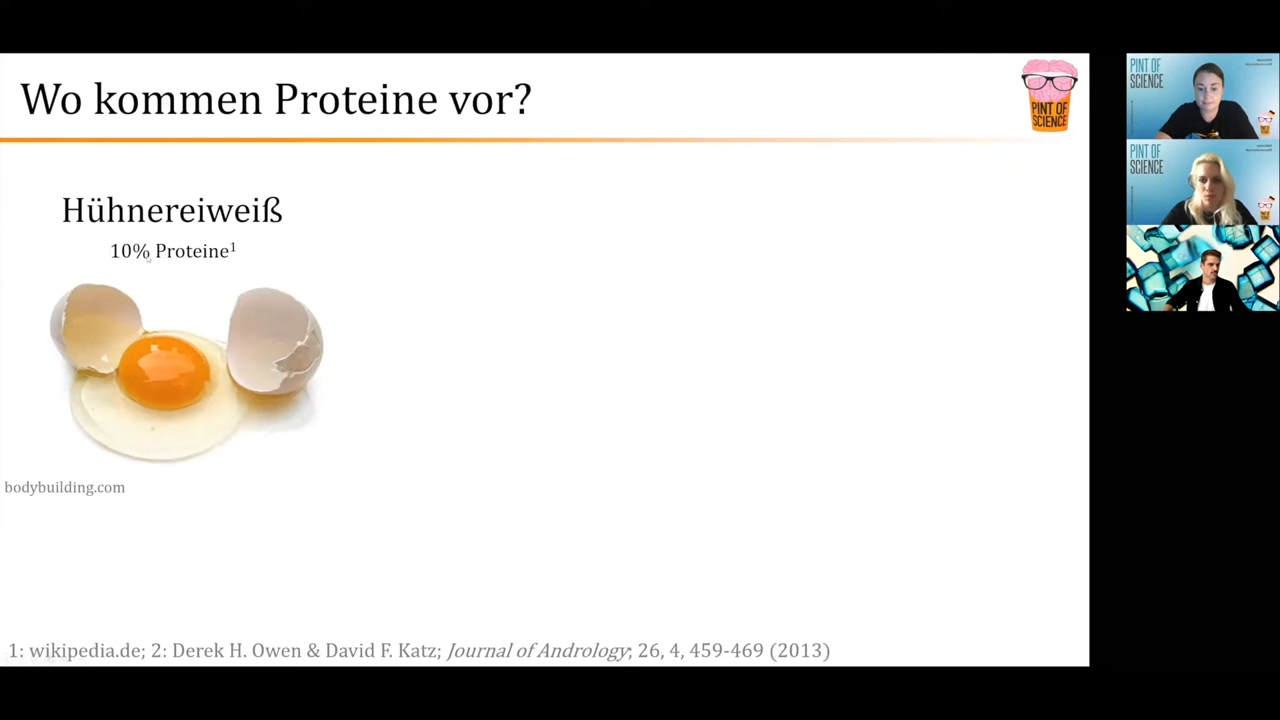 Wo kommen Proteine vor?
PINT OF
SCIENCE
Hühnereiweiß
10% Proteine¹
bodybuilding.com
1: wikipedia.de; 2: Derek H. Owen & David F. Katz; Journal of Andrology; 26, 4, 459-469 (2013)
PINT OF
SCIENCE
PINT OF
SCIENCE